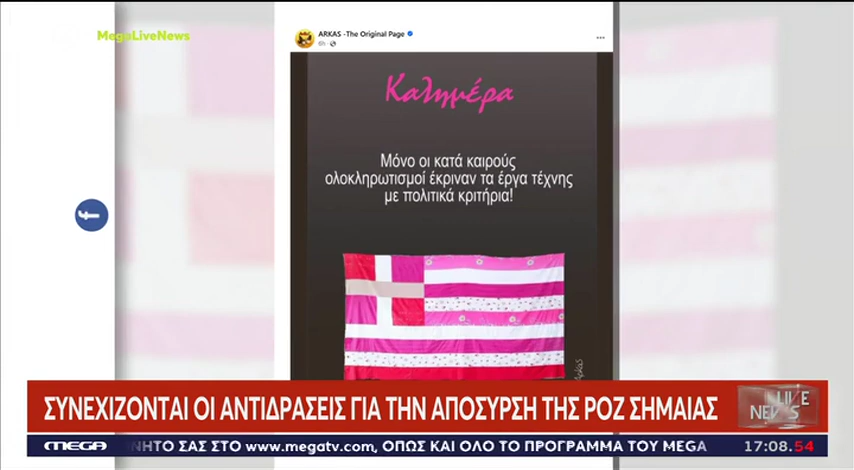 MegaLiveNews
ARKAS -The Original Page
6h
Καλημέρα
Μόνο οι κατά καιρούς
ολοκληρωτισμοί έκριναν τα έργα τέχνης
με πολιτικά κριτήρια!
Αρκάς
ΣΥΝΕΧΙΖΟΝΤΑΙ ΟΙ ΑΝΤΙΔΡΑΣΕΙΣ ΓΙΑ ΤΗΝ ΑΠΟΣΥΡΣΗ ΤΗΣ ΡΟΖ ΣΗΜΑΙΑΣ
LIVE
NEWS
MEGA
ΝΗΤΟ ΣΑΣ ΣΤΟ www.megatv.com, ΟΠΩΣ ΚΑΙ ΟΛΟ ΤΟ ΠΡΟΓΡΑΜΜΑ ΤΟΥ MEGA
17:08.54